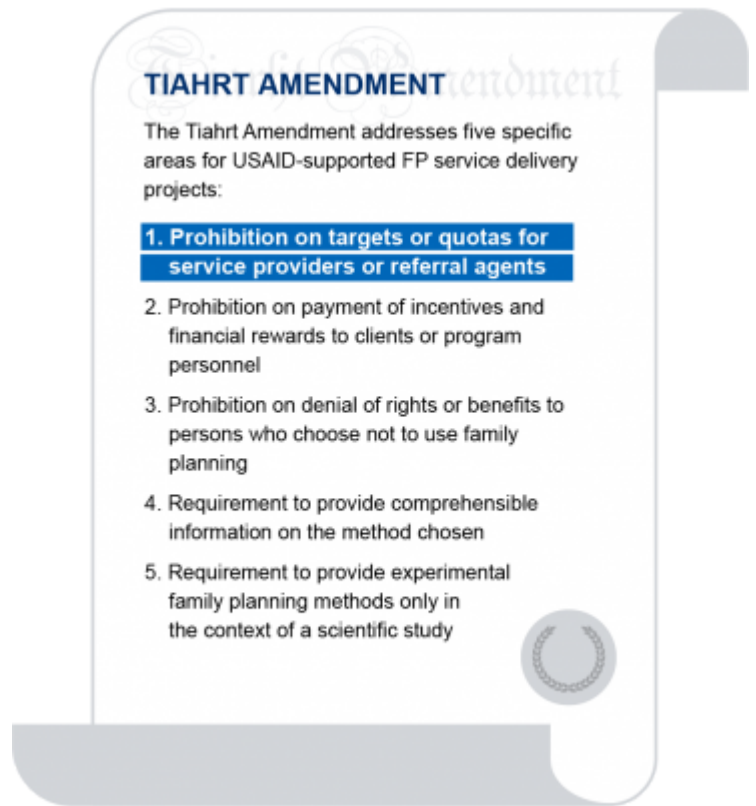 Tiahrt Amendment
TIAHRT AMENDMENT
The Tiahrt Amendment addresses five specific
areas for USAID-supported FP service delivery
projects:
1. Prohibition on targets or quotas for
service providers or referral agents
2. Prohibition on payment of incentives and
financial rewards to clients or program
personnel
3. Prohibition on denial of rights or benefits to
persons who choose not to use family
planning
4. Requirement to provide comprehensible
information on the method chosen
5. Requirement to provide experimental
family planning methods only in
the context of a scientific study